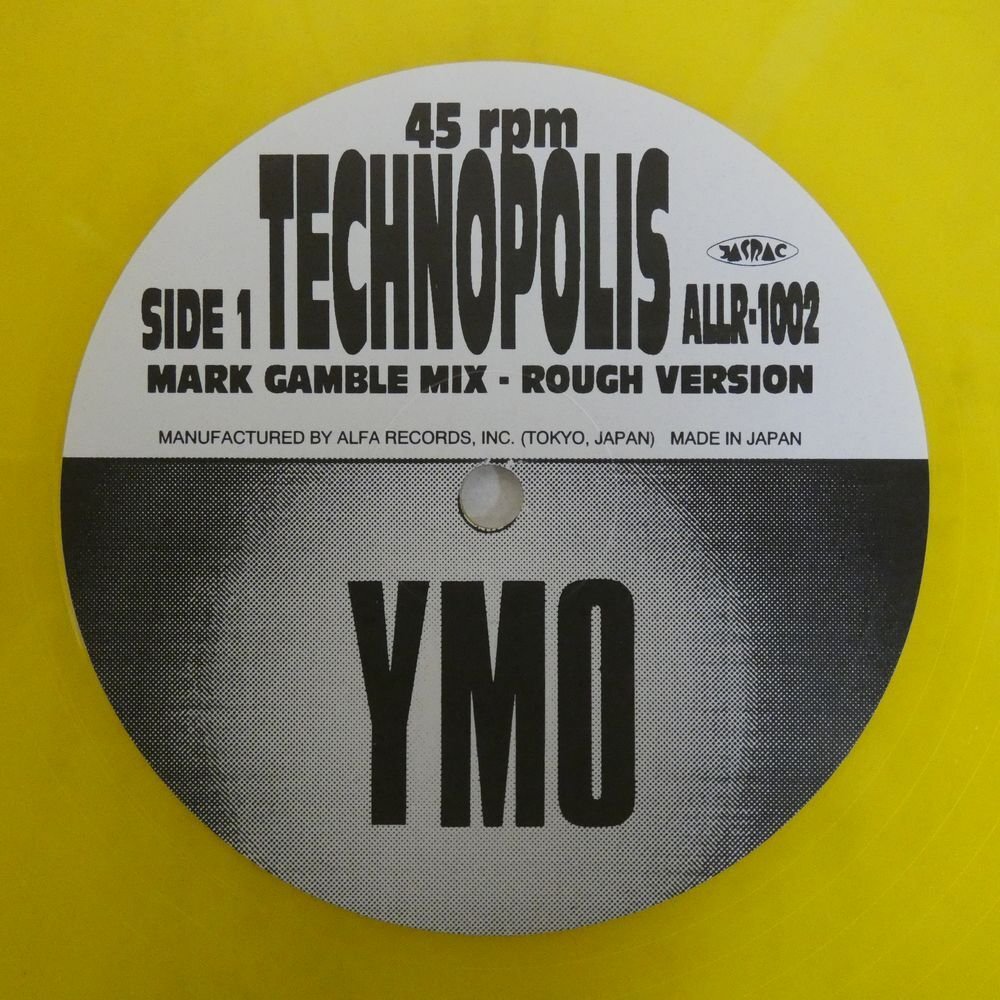 45 rpm
TECHNOPOLIS
JASRAC
SIDE 1
ALLR-1002
MARK GAMBLE MIX - ROUGH VERSION
MANUFACTURED BY ALFA RECORDS, INC. (TOKYO, JAPAN) MADE IN JAPAN
YMO